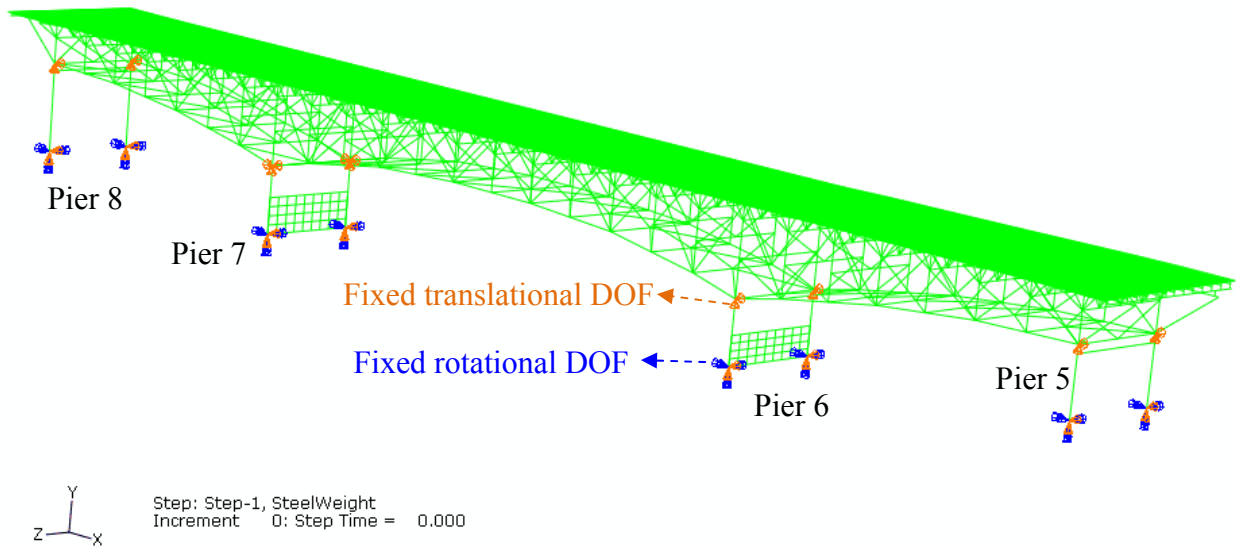 Pier 8
Pier 7
Fixed translational DOF
Fixed rotational DOF
Pier 5
Pier 6
Y
Z
X
Step: Step-1, SteelWeight
Increment 0: Step Time = 0.000